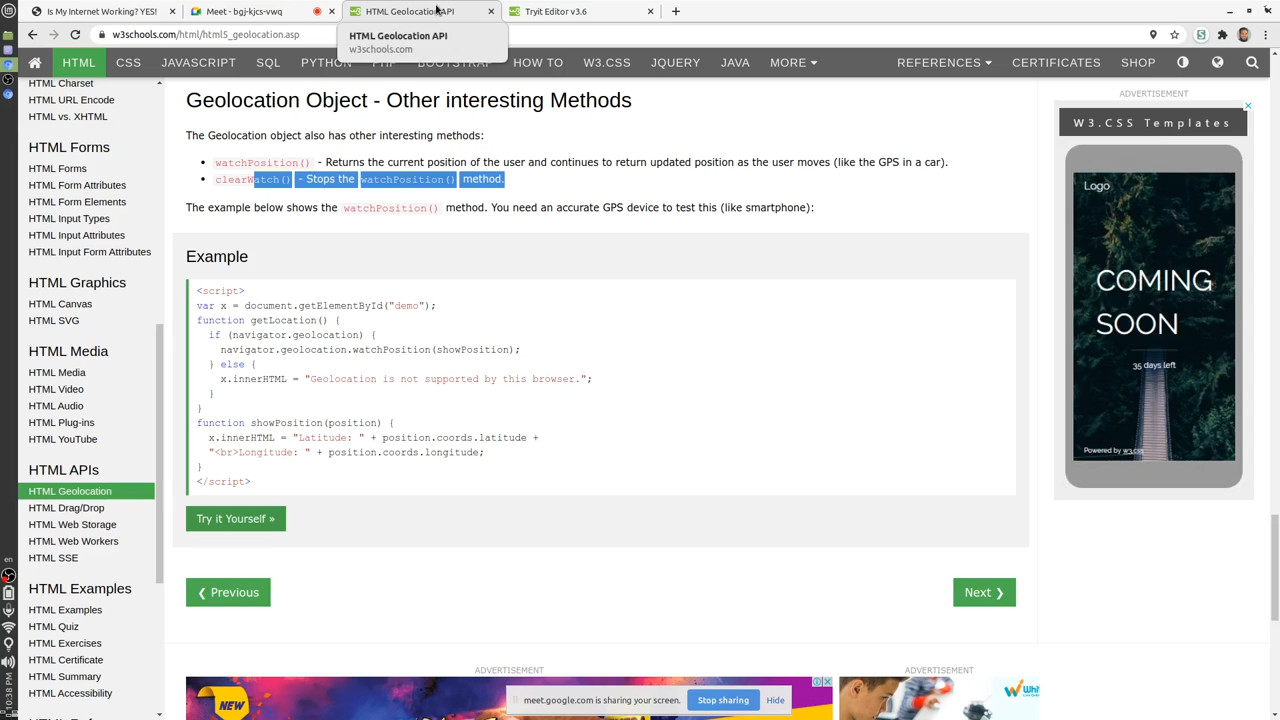 Is My Internet Working? YES!
Meet - bgj-kjcs-vwq
HTML Geolocation API
Tryit Editor v3.6
w3schools.com/html/html5_geolocation.asp
HTML Geolocation API
w3schools.com
HTML
CSS
JAVASCRIPT
SQL
PYTHON
PHP
BOOTSTRAP
HOW TO
W3.CSS
JQUERY
JAVA
MORE
REFERENCES
CERTIFICATES
SHOP
HTML Charset
HTML URL Encode
HTML vs. XHTML
HTML Forms
HTML Forms
HTML Form Attributes
HTML Form Elements
HTML Input Types
HTML Input Attributes
HTML Input Form Attributes
HTML Graphics
HTML Canvas
HTML SVG
HTML Media
HTML Media
HTML Video
HTML Audio
HTML Plug-ins
HTML YouTube
HTML APIs
HTML Geolocation
HTML Drag/Drop
HTML Web Storage
HTML Web Workers
HTML SSE
HTML Examples
HTML Examples
HTML Quiz
HTML Exercises
HTML Certificate
HTML Summary
HTML Accessibility
en
10:38 PM
Geolocation Object - Other interesting Methods
The Geolocation object also has other interesting methods:
• watchPosition() - Returns the current position of the user and continues to return updated position as the user moves (like the GPS in a car).
• clearWatch() - Stops the watchPosition() method.
The example below shows the watchPosition() method. You need an accurate GPS device to test this (like smartphone):
Example
<script>
var x = document.getElementById("demo");
function getLocation() {
if (navigator.geolocation) {
navigator.geolocation.watchPosition(showPosition);
} else {
x.innerHTML = "Geolocation is not supported by this browser.";
}
}
function showPosition(position) {
x.innerHTML = "Latitude: " + position.coords.latitude +
"<br>Longitude: " + position.coords.longitude;
}
</script>
Try it Yourself »
❮ Previous
Next ❯
ADVERTISEMENT
W3.CSS Templates
Logo
COMING
SOON
35 days left
Powered by w3.css
ADVERTISEMENT
ADVERTISEMENT
NEW
meet.google.com is sharing your screen.
Stop sharing
Hide